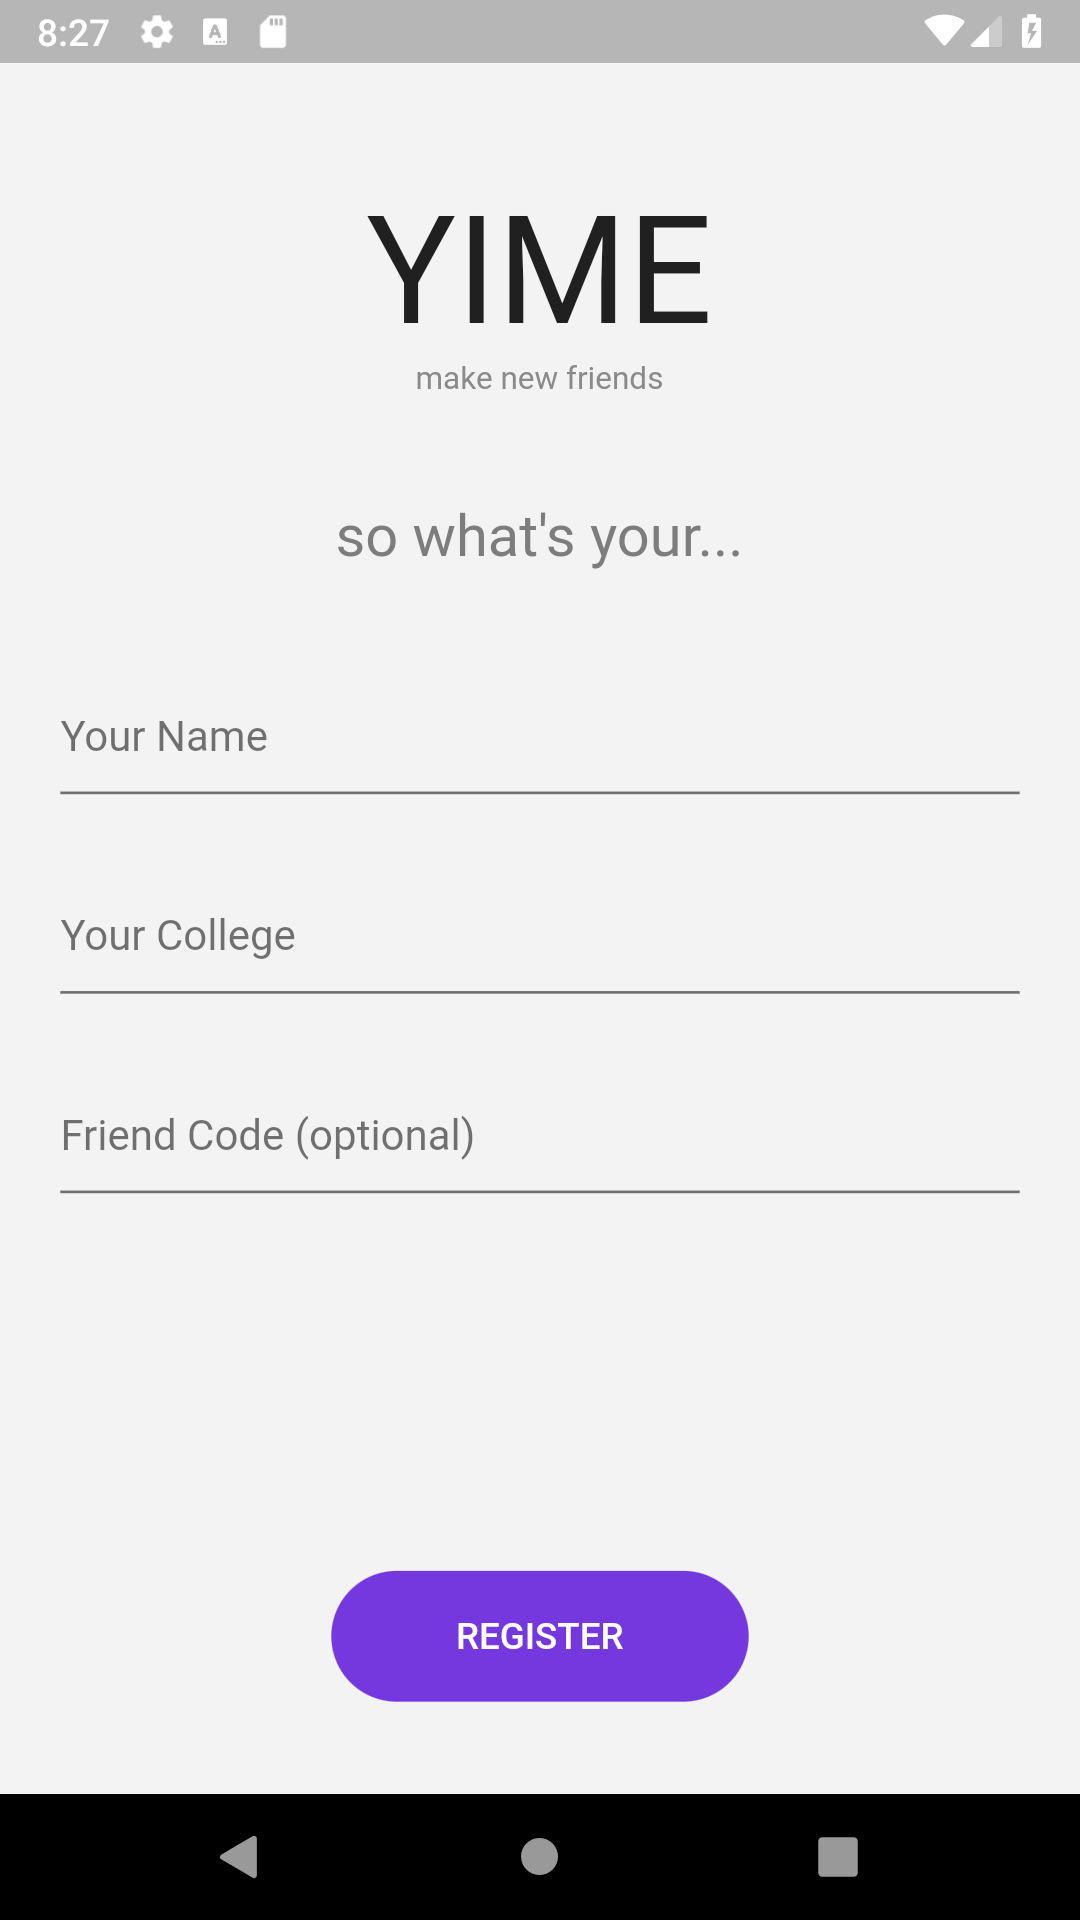 8:27
YIME
make new friends
so what's your...
Your Name
Your College
Friend Code (optional)
REGISTER